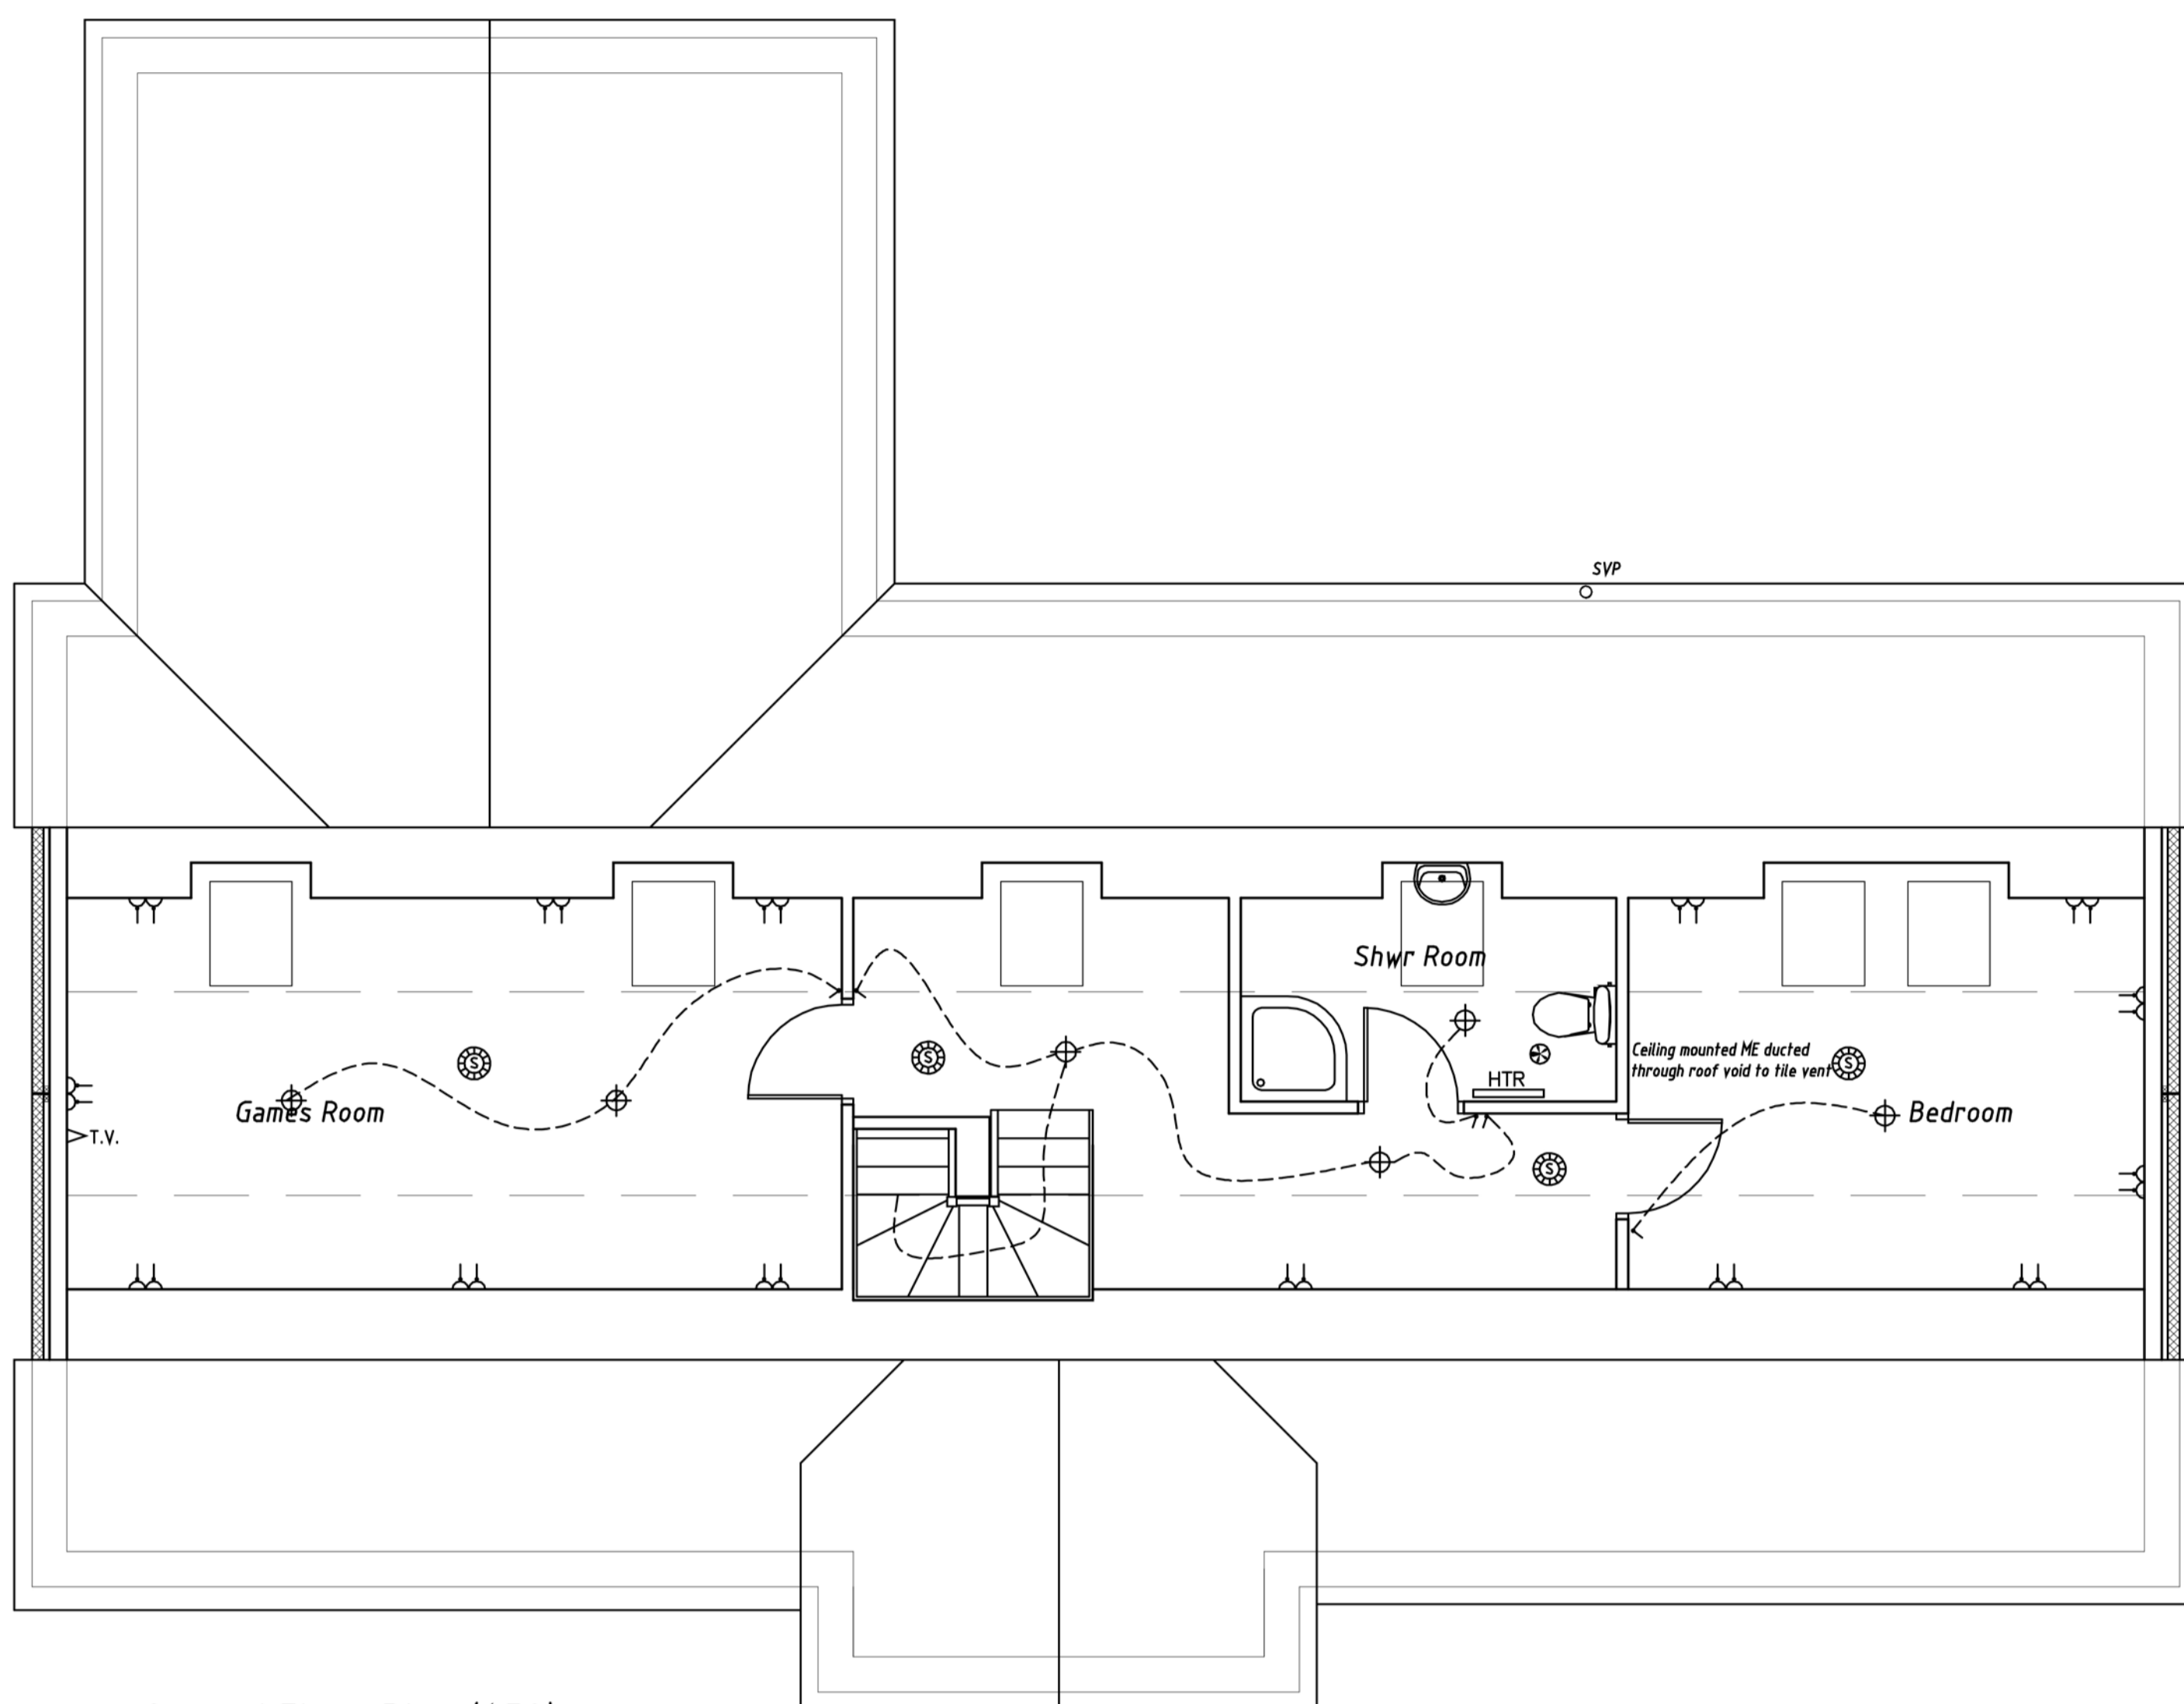 SVP
Shwr Room
Ceiling mounted ME ducted
through roof void to tile vent
HTR
S
S
S
S
Games Room
Bedroom
T.V.